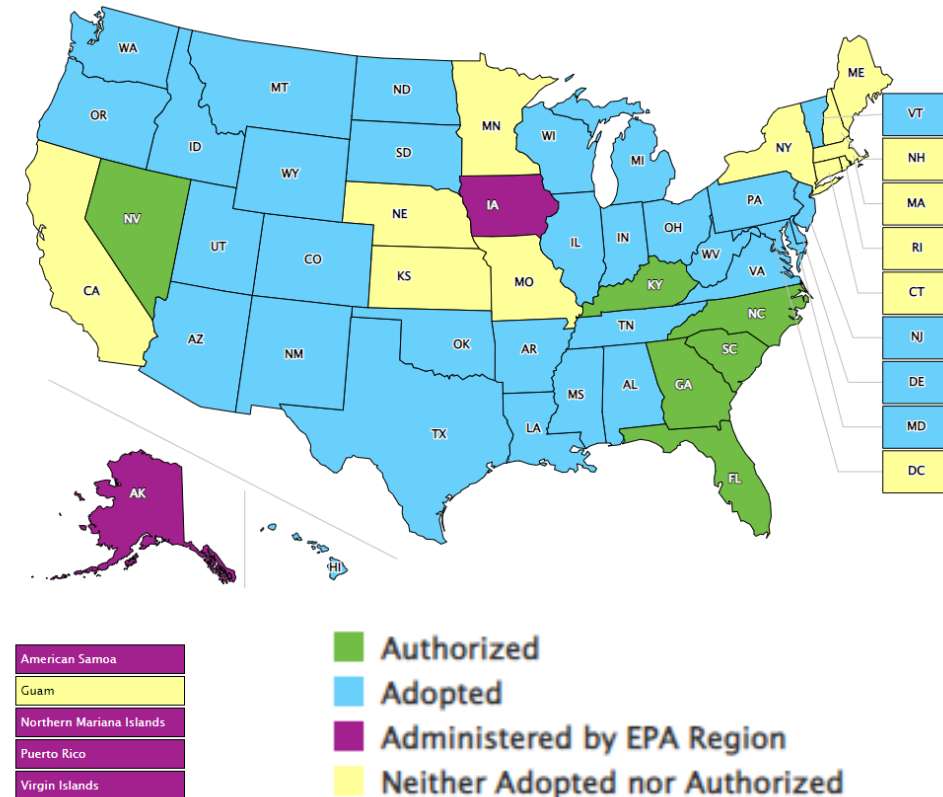 WA
MT
ND
MN
ME
OR
ID
WY
SD
WI
MI
NY
VT
NH
MA
RI
CT
NJ
DE
MD
DC
NV
UT
CO
NE
IA
IL
IN
OH
PA
WV
VA
CA
KS
MO
KY
AZ
NM
OK
AR
TN
NC
SC
TX
LA
MS
AL
GA
FL
AK
HI
American Samoa
Guam
Northern Mariana Islands
Puerto Rico
Virgin Islands
Authorized
Adopted
Administered by EPA Region
Neither Adopted nor Authorized